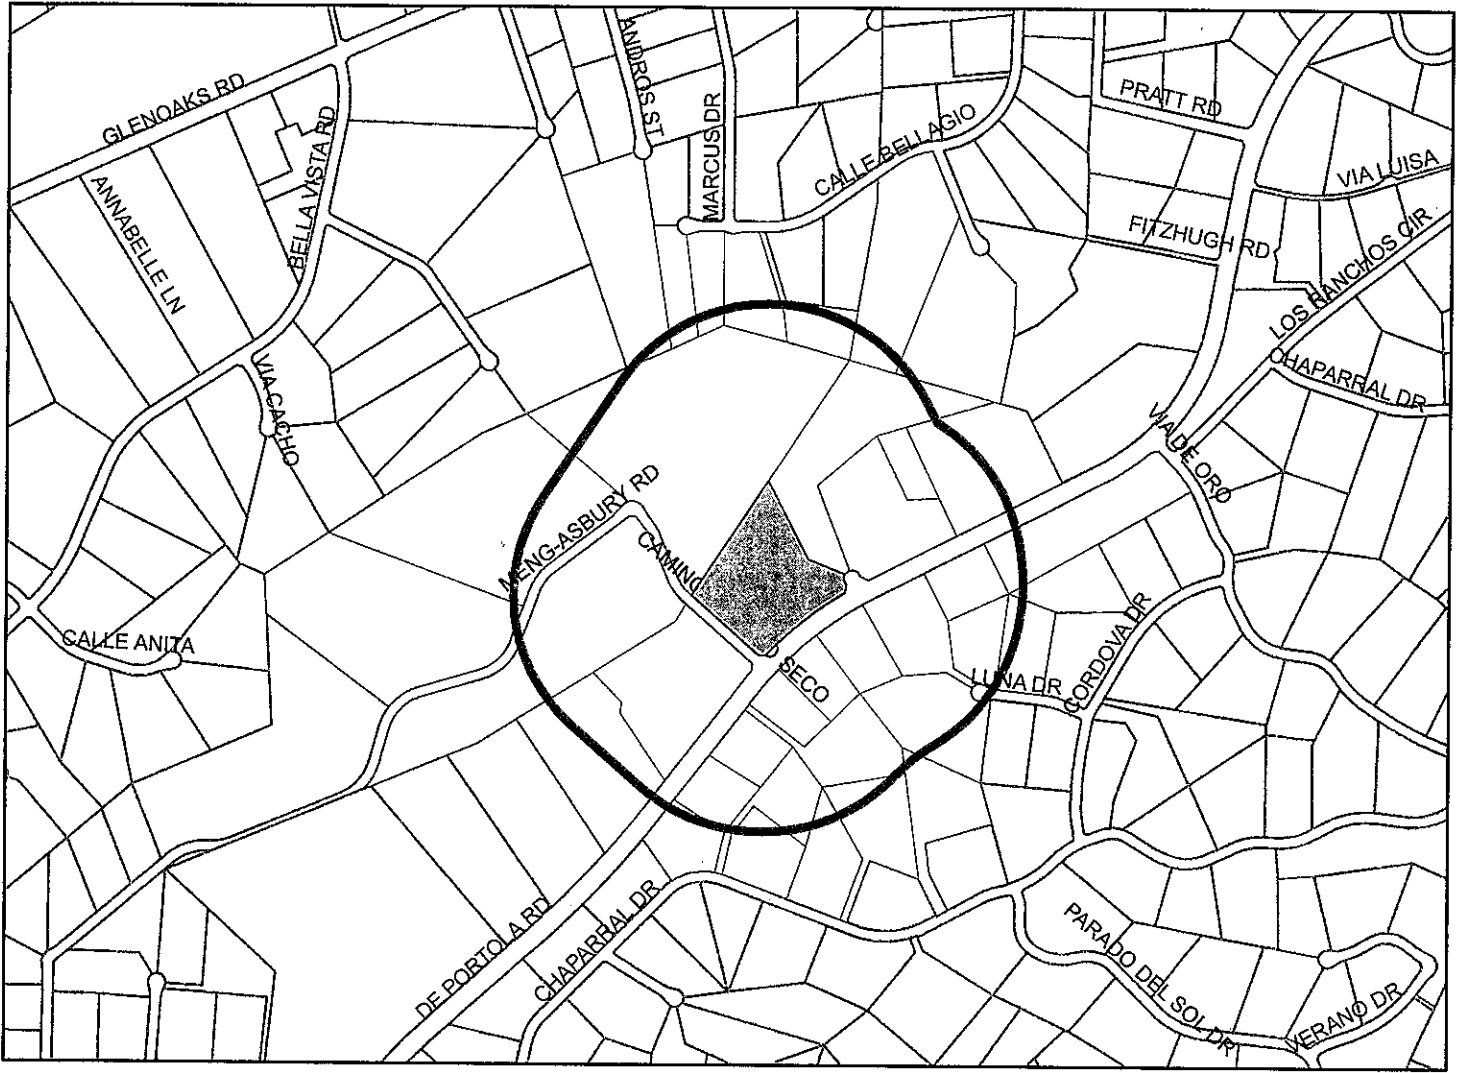 GLENOAKS RD
ANDROS ST
MARCUS DR
PRATT RD
CALLE BELLAGIO
BELLA VISTA RD
VIA LUISA
ANNABELLE LN
FITZHUGH RD
LOS RANCHOS CIR
VIA CACHO
CHAPARRAL DR
VIA DE ORO
MENG-ASBURY RD
CAMINO SECO
CALLE ANITA
LUNA DR
CORDOVA DR
DE PORTOLA RD
CHAPARRAL DR
PARADO DEL SOL DR
VERANO DR